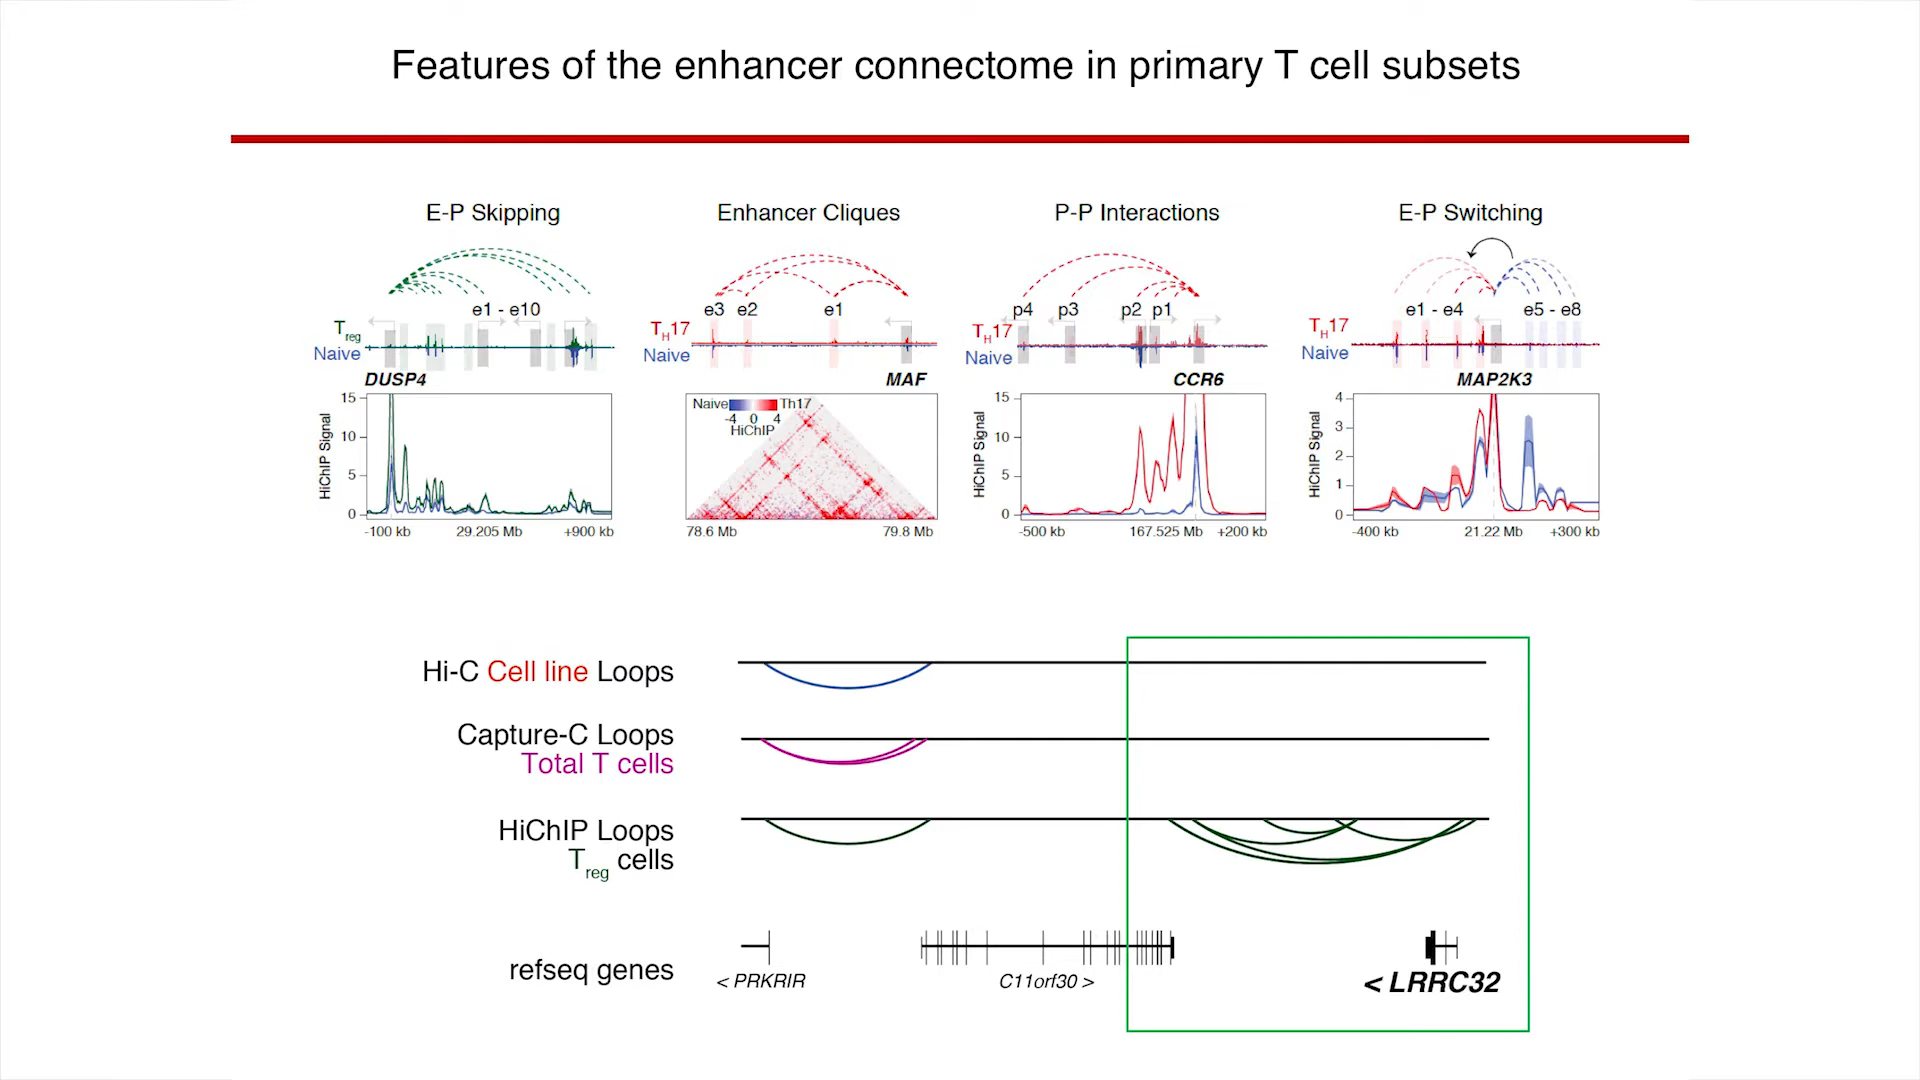 Features of the enhancer connectome in primary T cell subsets
E-P Skipping
e1 - e10
Treg
Naive
DUSP4
HiChIP Signal
15
10
5
0
-100 kb 29.205 Mb +900 kb
Enhancer Cliques
e3 e2 e1
TH17
Naive
MAF
Naive Th17
-4 0 4
HiChIP
78.6 Mb 79.8 Mb
P-P Interactions
p4 p3 p2 p1
TH17
Naive
CCR6
HiChIP Signal
15
10
5
0
-500 kb 167.525 Mb +200 kb
E-P Switching
e1 - e4 e5 - e8
TH17
Naive
MAP2K3
HiChIP Signal
4
3
2
1
0
-400 kb 21.22 Mb +300 kb
Hi-C Cell line Loops
Capture-C Loops
Total T cells
HiChIP Loops
Treg cells
refseq genes
< PRKRIR
C11orf30 >
< LRRC32